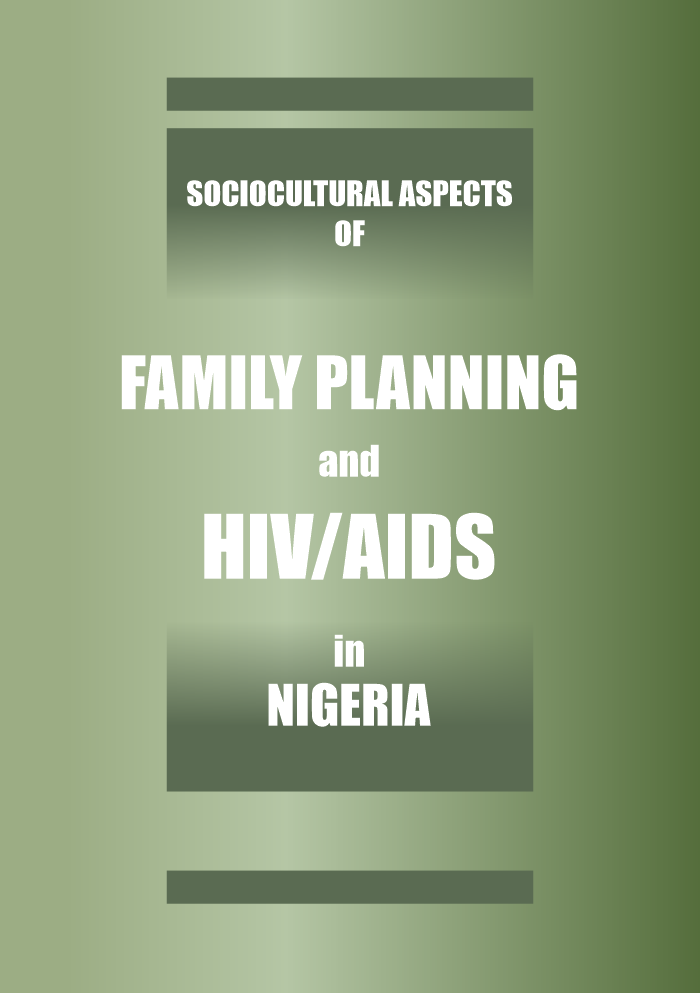 SOCIOCULTURAL ASPECTS
OF
FAMILY PLANNING
and
HIV/AIDS
in
NIGERIA